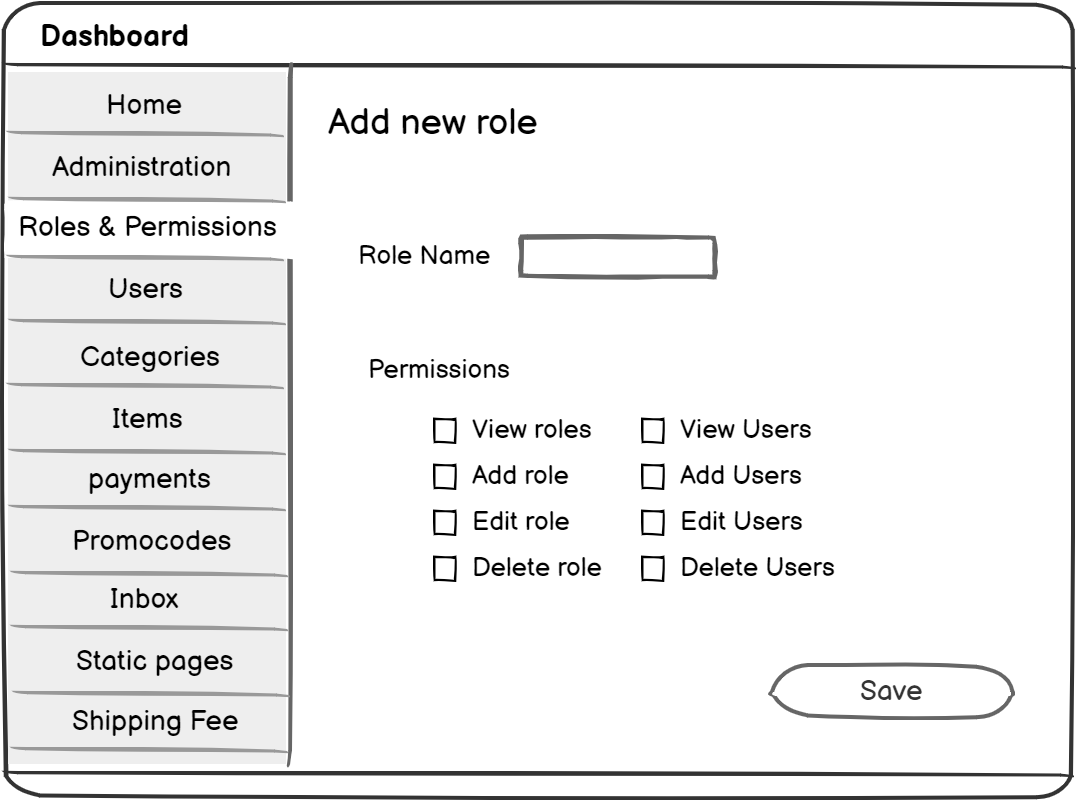 Dashboard
Home
Administration
Roles & Permissions
Users
Categories
Items
payments
Promocodes
Inbox
Static pages
Shipping Fee
Add new role
Role Name
Permissions
View roles View Users
Add role Add Users
Edit role Edit Users
Delete role Delete Users
Save